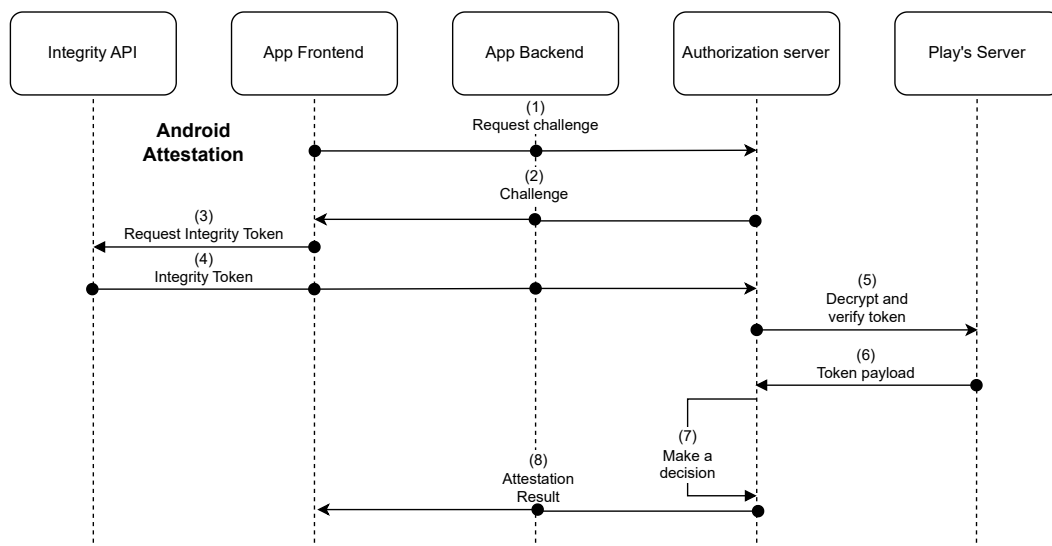 Integrity API
App Frontend
App Backend
Authorization server
Play's Server
Android
Attestation
(1)
Request challenge
(2)
Challenge
(3)
Request Integrity Token
(4)
Integrity Token
(5)
Decrypt and
verify token
(6)
Token payload
(7)
Make a
decision
(8)
Attestation
Result